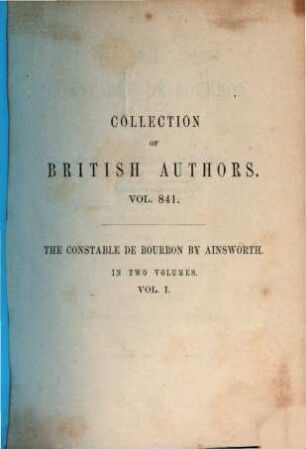 COLLECTION
OF
BRITISH AUTHORS.
VOL. 841.
THE CONSTABLE DE BOURBON BY AINSWORTH.
IN TWO VOLUMES.
VOL. I.